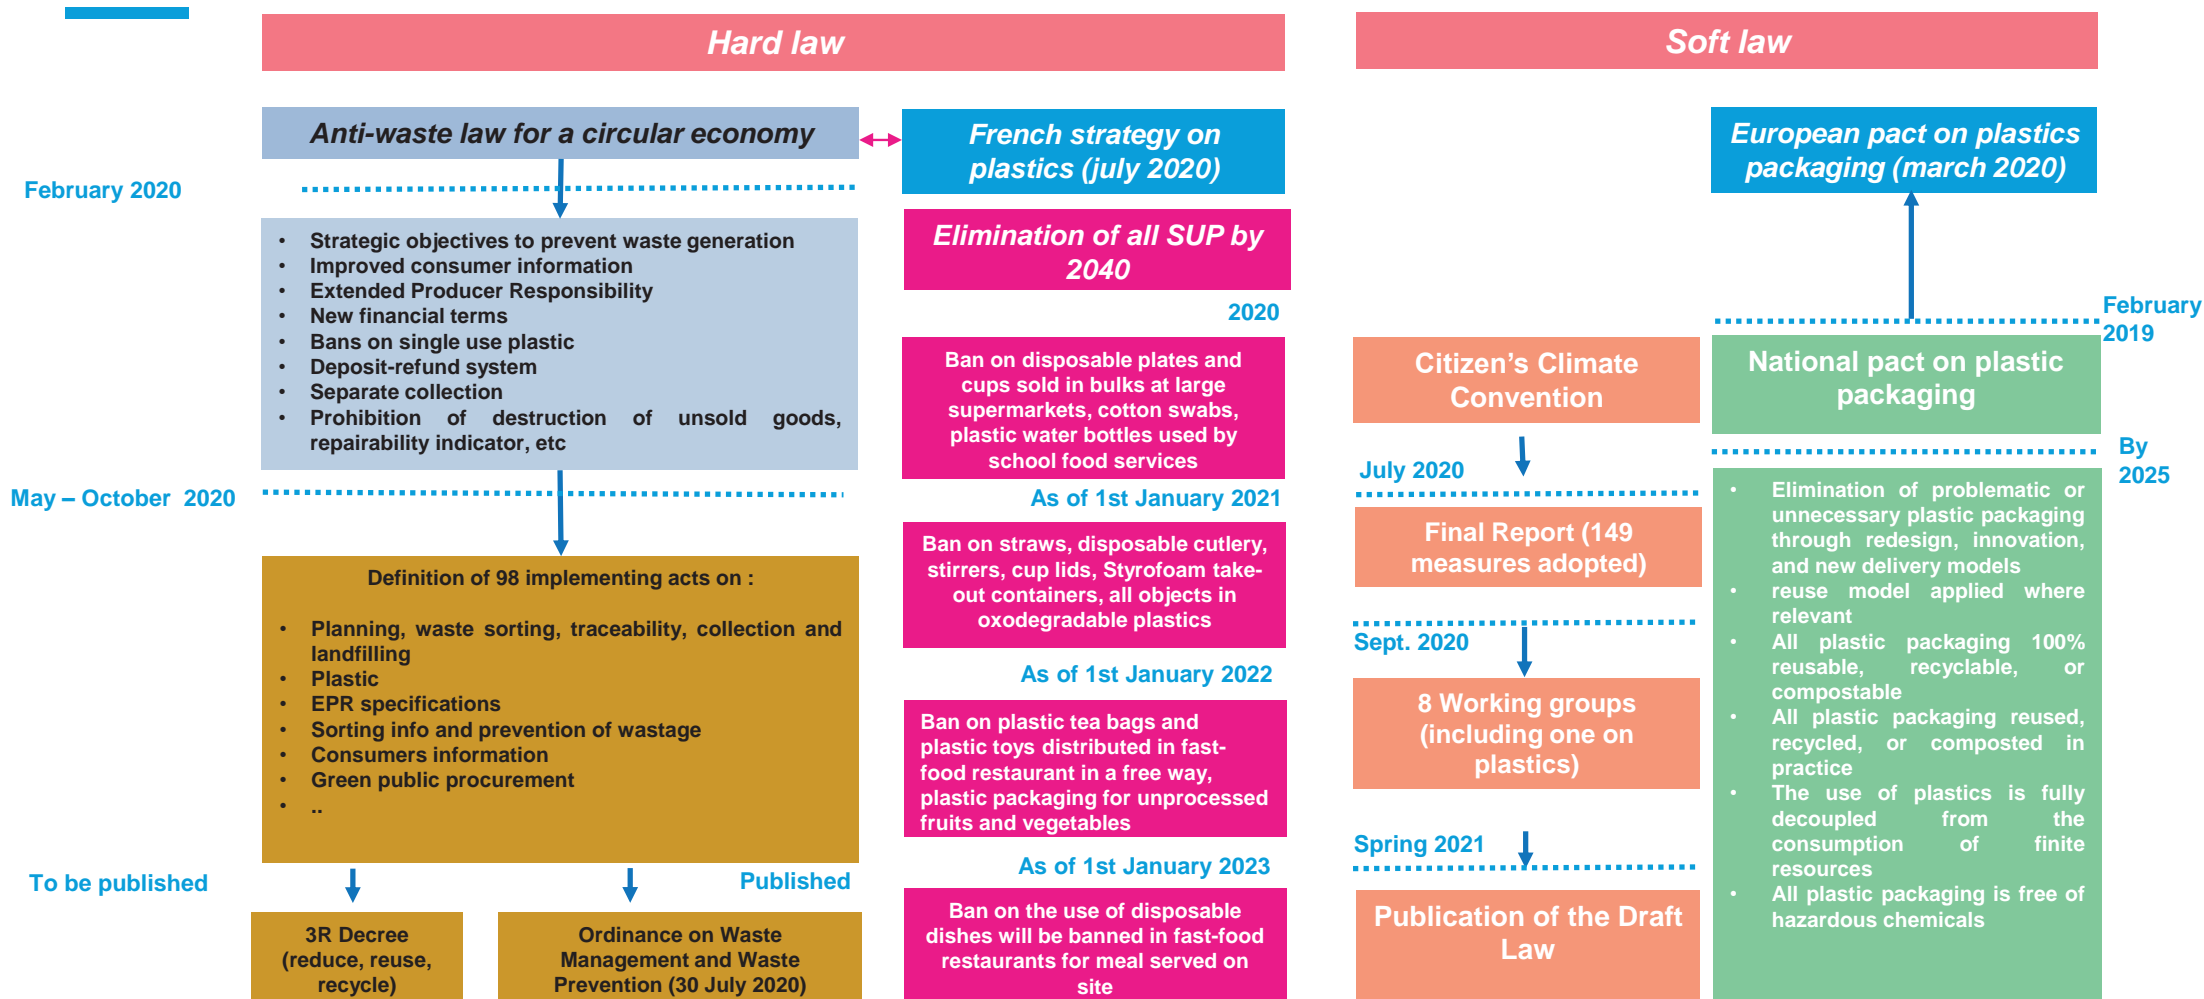 Hard law
Anti-waste law for a circular economy
February 2020
• Strategic objectives to prevent waste generation
• Improved consumer information
• Extended Producer Responsibility
• New financial terms
• Bans on single use plastic
• Deposit-refund system
• Separate collection
• Prohibition of destruction of unsold goods,
repairability indicator, etc
May – October 2020
Definition of 98 implementing acts on :
• Planning, waste sorting, traceability, collection and
landfilling
• Plastic
• EPR specifications
• Sorting info and prevention of wastage
• Consumers information
• Green public procurement
• ..
To be published
Published
3R Decree
(reduce, reuse,
recycle)
Ordinance on Waste
Management and Waste
Prevention (30 July 2020)
French strategy on
plastics (july 2020)
Elimination of all SUP by
2040
2020
Ban on disposable plates and
cups sold in bulks at large
supermarkets, cotton swabs,
plastic water bottles used by
school food services
As of 1st January 2021
Ban on straws, disposable cutlery,
stirrers, cup lids, Styrofoam take-
out containers, all objects in
oxodegradable plastics
As of 1st January 2022
Ban on plastic tea bags and
plastic toys distributed in fast-
food restaurant in a free way,
plastic packaging for unprocessed
fruits and vegetables
As of 1st January 2023
Ban on the use of disposable
dishes will be banned in fast-food
restaurants for meal served on
site
Soft law
Citizen’s Climate
Convention
July 2020
Final Report (149
measures adopted)
Sept. 2020
8 Working groups
(including one on
plastics)
Spring 2021
Publication of the Draft
Law
European pact on plastics
packaging (march 2020)
February
2019
National pact on plastic
packaging
By
2025
• Elimination of problematic or
unnecessary plastic packaging
through redesign, innovation,
and new delivery models
• reuse model applied where
relevant
• All plastic packaging 100%
reusable, recyclable, or
compostable
• All plastic packaging reused,
recycled, or composted in
practice
• The use of plastics is fully
decoupled from the
consumption of finite
resources
• All plastic packaging is free of
hazardous chemicals